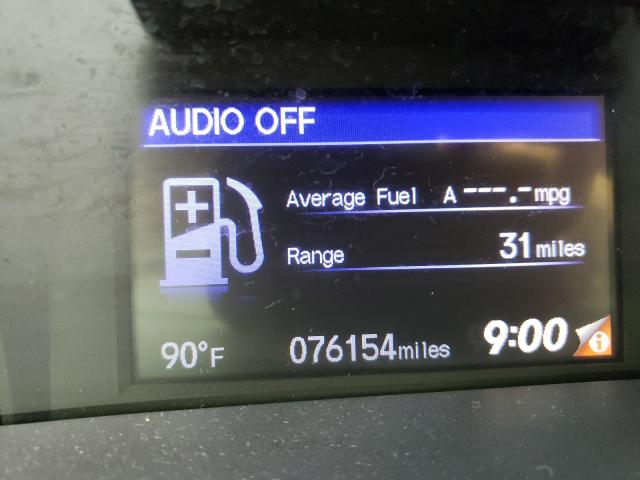 AUDIO OFF
Average Fuel A ---.- mpg
Range 31 miles
90°F 076154 miles 9:00 i